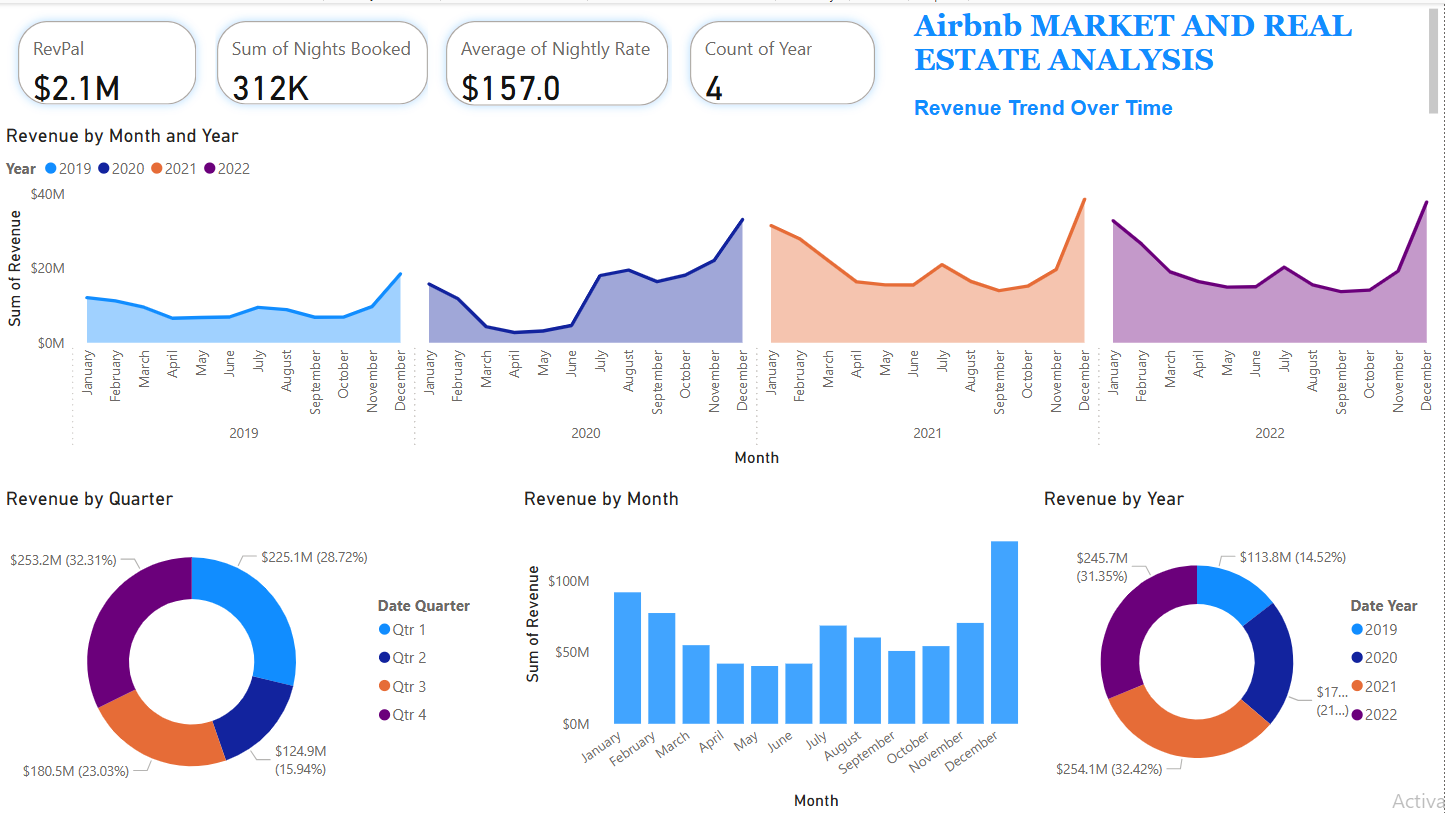 RevPal
$2.1M
Sum of Nights Booked
312K
Average of Nightly Rate
$157.0
Count of Year
4
Airbnb MARKET AND REAL
ESTATE ANALYSIS
Revenue Trend Over Time
Revenue by Month and Year
Year 2019 2020 2021 2022
Sum of Revenue
$40M
$20M
$0M
January February March April May June July August September October November December
January February March April May June July August September October November December
January February March April May June July August September October November December
January February March April May June July August September October November December
2019 2020 2021 2022
Month
Revenue by Quarter
$253.2M (32.31%)
$225.1M (28.72%)
$180.5M (23.03%)
$124.9M
(15.94%)
Date Quarter
Qtr 1
Qtr 2
Qtr 3
Qtr 4
Revenue by Month
Sum of Revenue
$100M
$50M
$0M
January February March April May June July August September October November December
Month
Revenue by Year
$245.7M
(31.35%)
$113.8M (14.52%)
$17...
(21...)
$254.1M (32.42%)
Date Year
2019
2020
2021
2022
Activa